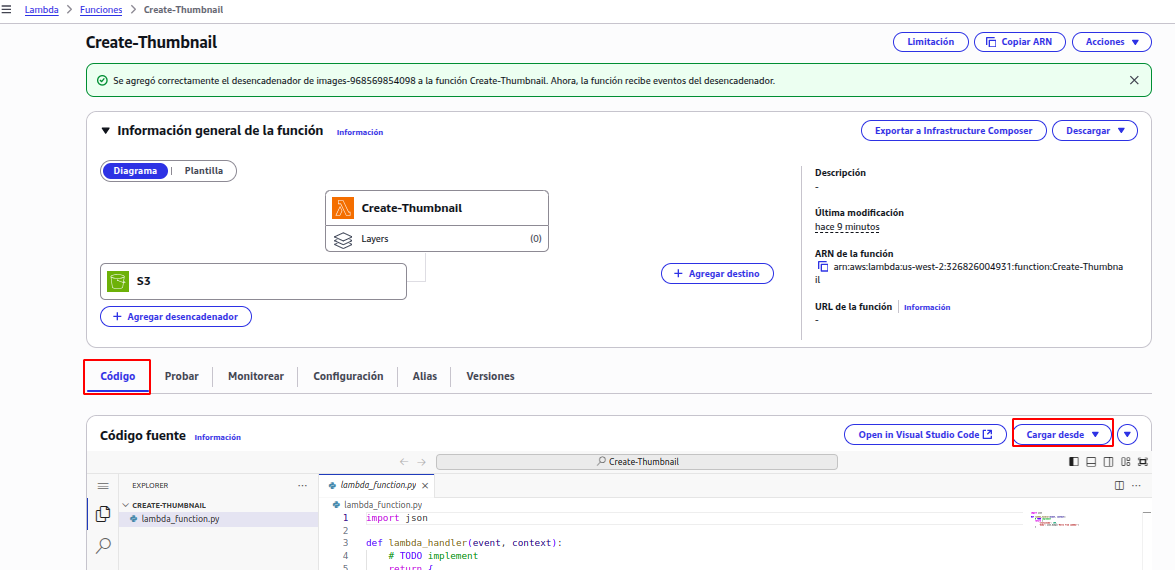 Lambda > Funciones > Create-Thumbnail
Create-Thumbnail
Limitación
Copiar ARN
Acciones
Se agregó correctamente el desencadenador de images-968569854098 a la función Create-Thumbnail. Ahora, la función recibe eventos del desencadenador.
Información general de la función
Información
Exportar a Infrastructure Composer
Descargar
Diagrama
Plantilla
Create-Thumbnail
Layers
(0)
S3
+ Agregar desencadenador
+ Agregar destino
Descripción
-
Última modificación
hace 9 minutos
ARN de la función
arn:aws:lambda:us-west-2:326826004931:function:Create-Thumbna
il
URL de la función
Información
-
Código
Probar
Monitorear
Configuración
Alias
Versiones
Código fuente
Información
Open in Visual Studio Code
Cargar desde
Create-Thumbnail
EXPLORER
CREATE-THUMBNAIL
lambda_function.py
lambda_function.py
lambda_function.py
1 import json
2
3 def lambda_handler(event, context):
4 # TODO implement
5 return {